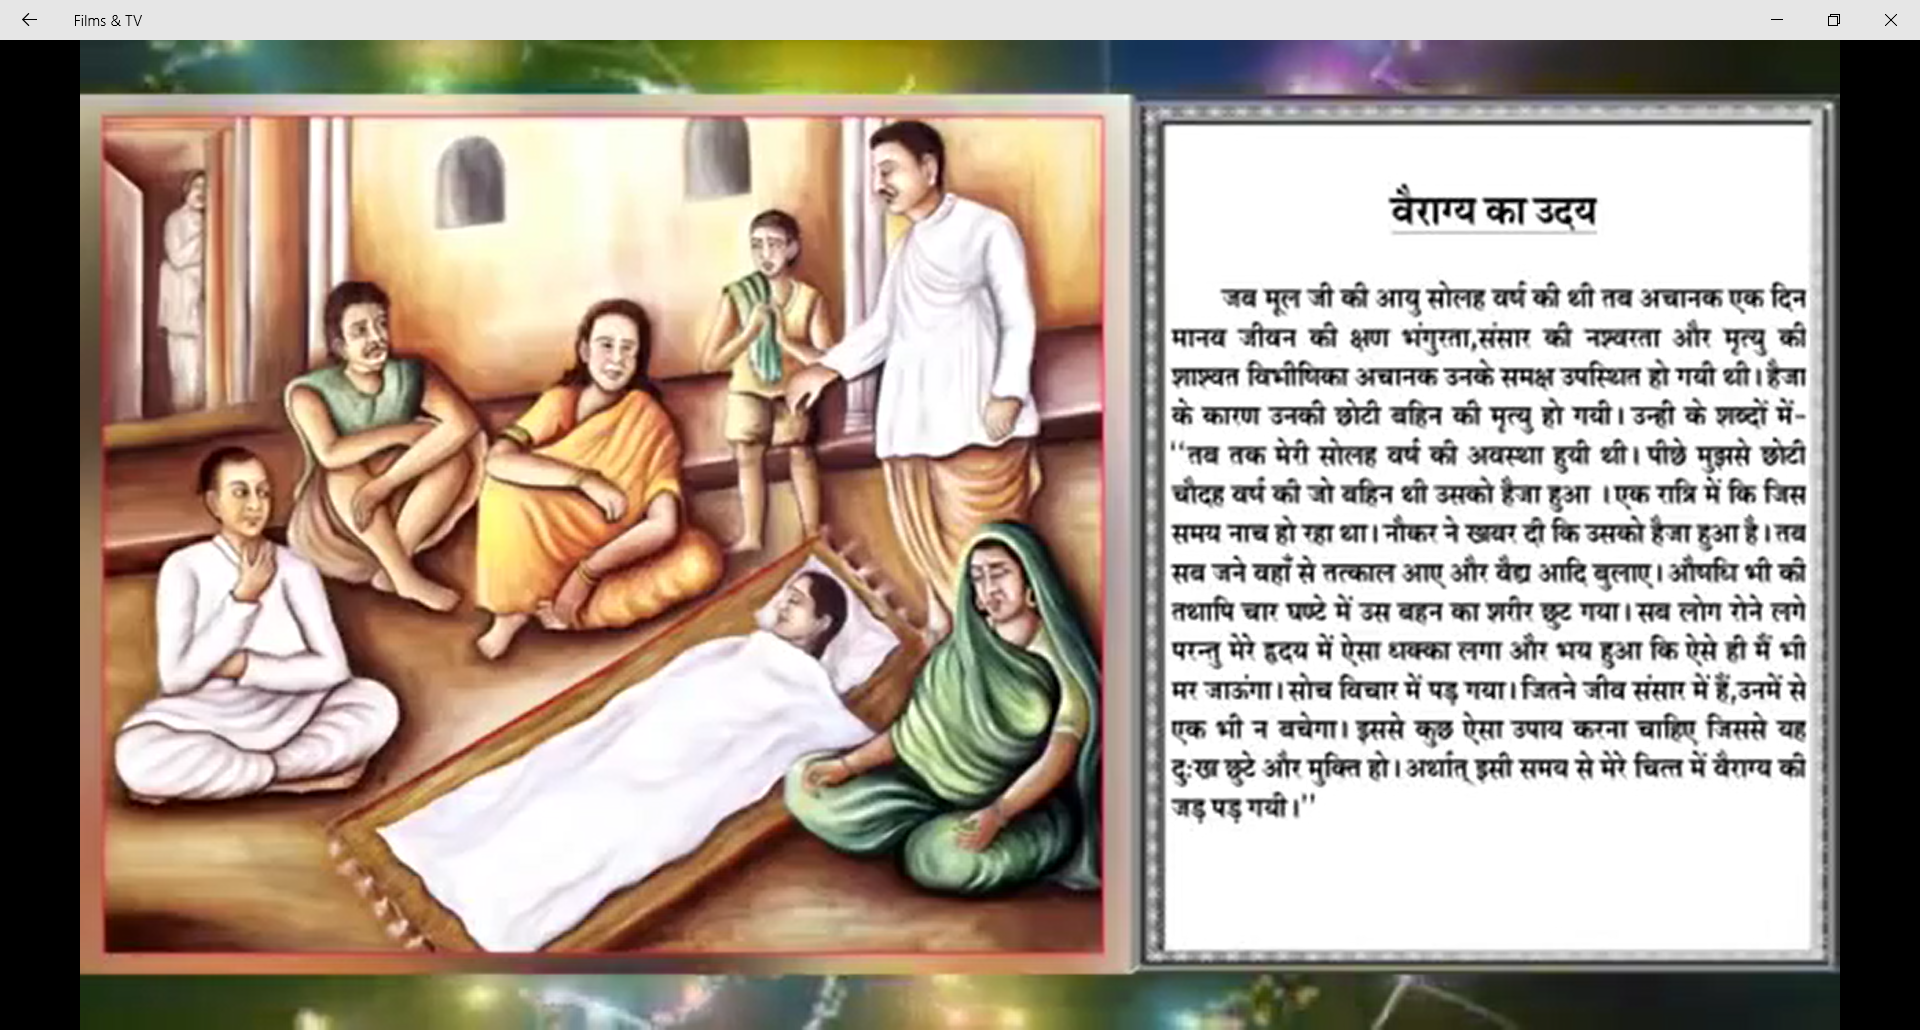 Films & TV
वैराग्य का उदय
जब मूल जी की आयु सोलह वर्ष की थी तब अचानक एक दिन
मानव जीवन की क्षण भंगुरता,संसार की नश्वरता और मृत्यु की
शाश्वत विभीषिका अचानक उनके समक्ष उपस्थित हो गयी थी। हैजा
के कारण उनकी छोटी बहिन की मृत्यु हो गयी। उन्ही के शब्दों में-
‘‘तब तक मेरी सोलह वर्ष की अवस्था हुयी थी। पीछे मुझसे छोटी
चौदह वर्ष की जो बहिन थी उसको हैजा हुआ ।एक रात्रि में कि जिस
समय नाच हो रहा था। नौकर ने खबर दी कि उसको हैजा हुआ है। तब
सब जने वहाँ से तत्काल आए और वैद्य आदि बुलाए। औषधि भी की
तथापि चार घण्टे में उस बहन का शरीर छुट गया। सब लोग रोने लगे
परन्तु मेरे हृदय में ऐसा धक्का लगा और भय हुआ कि ऐसे ही मैं भी
मर जाऊंगा। सोच विचार में पड़ गया। जितने जीव संसार में हैं,उनमें से
एक भी न बचेगा। इससे कुछ ऐसा उपाय करना चाहिए जिससे यह
दुःख छुटे और मुक्ति हो। अर्थात् इसी समय से मेरे चित्त में वैराग्य की
जड़ पड़ गयी।’’